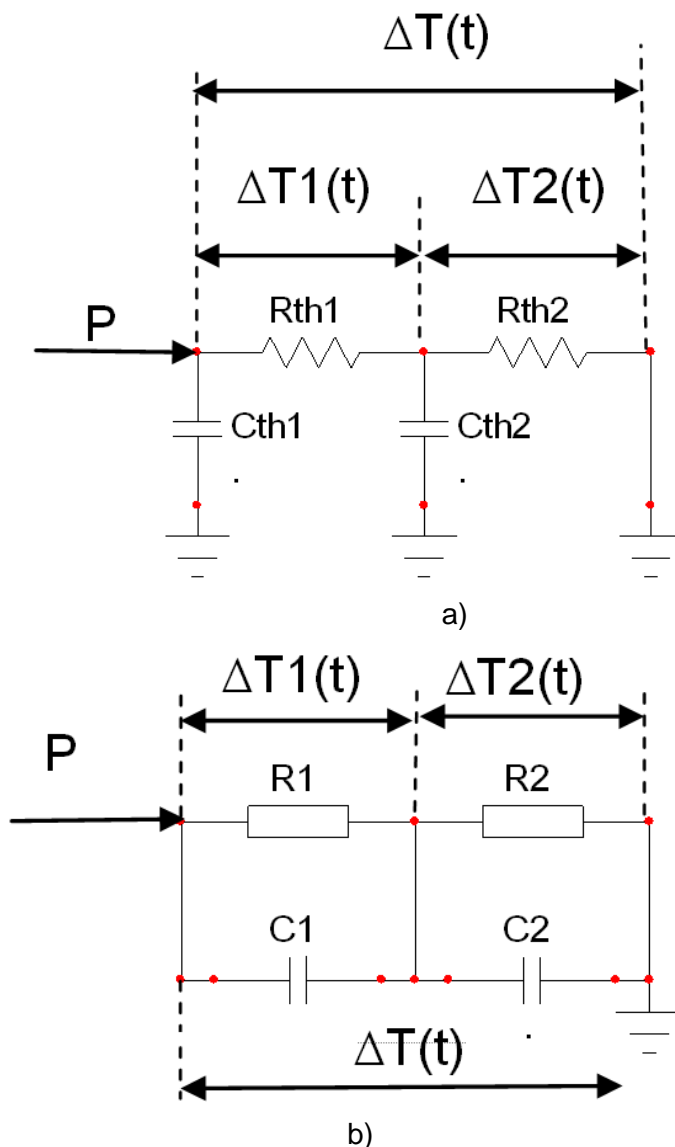 ΔT(t)
ΔT1(t) ΔT2(t)
P Rth1 Rth2
Cth1 Cth2
a)
ΔT1(t) ΔT2(t)
P
R1 R2
C1 C2
ΔT(t)
b)